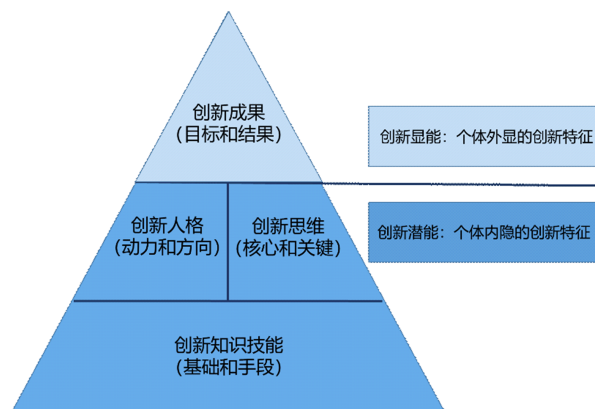 创新成果
（目标和结果）
创新显能：个体外显的创新特征
创新人格
（动力和方向）
创新思维
（核心和关键）
创新潜能：个体内隐的创新特征
创新知识技能
（基础和手段）